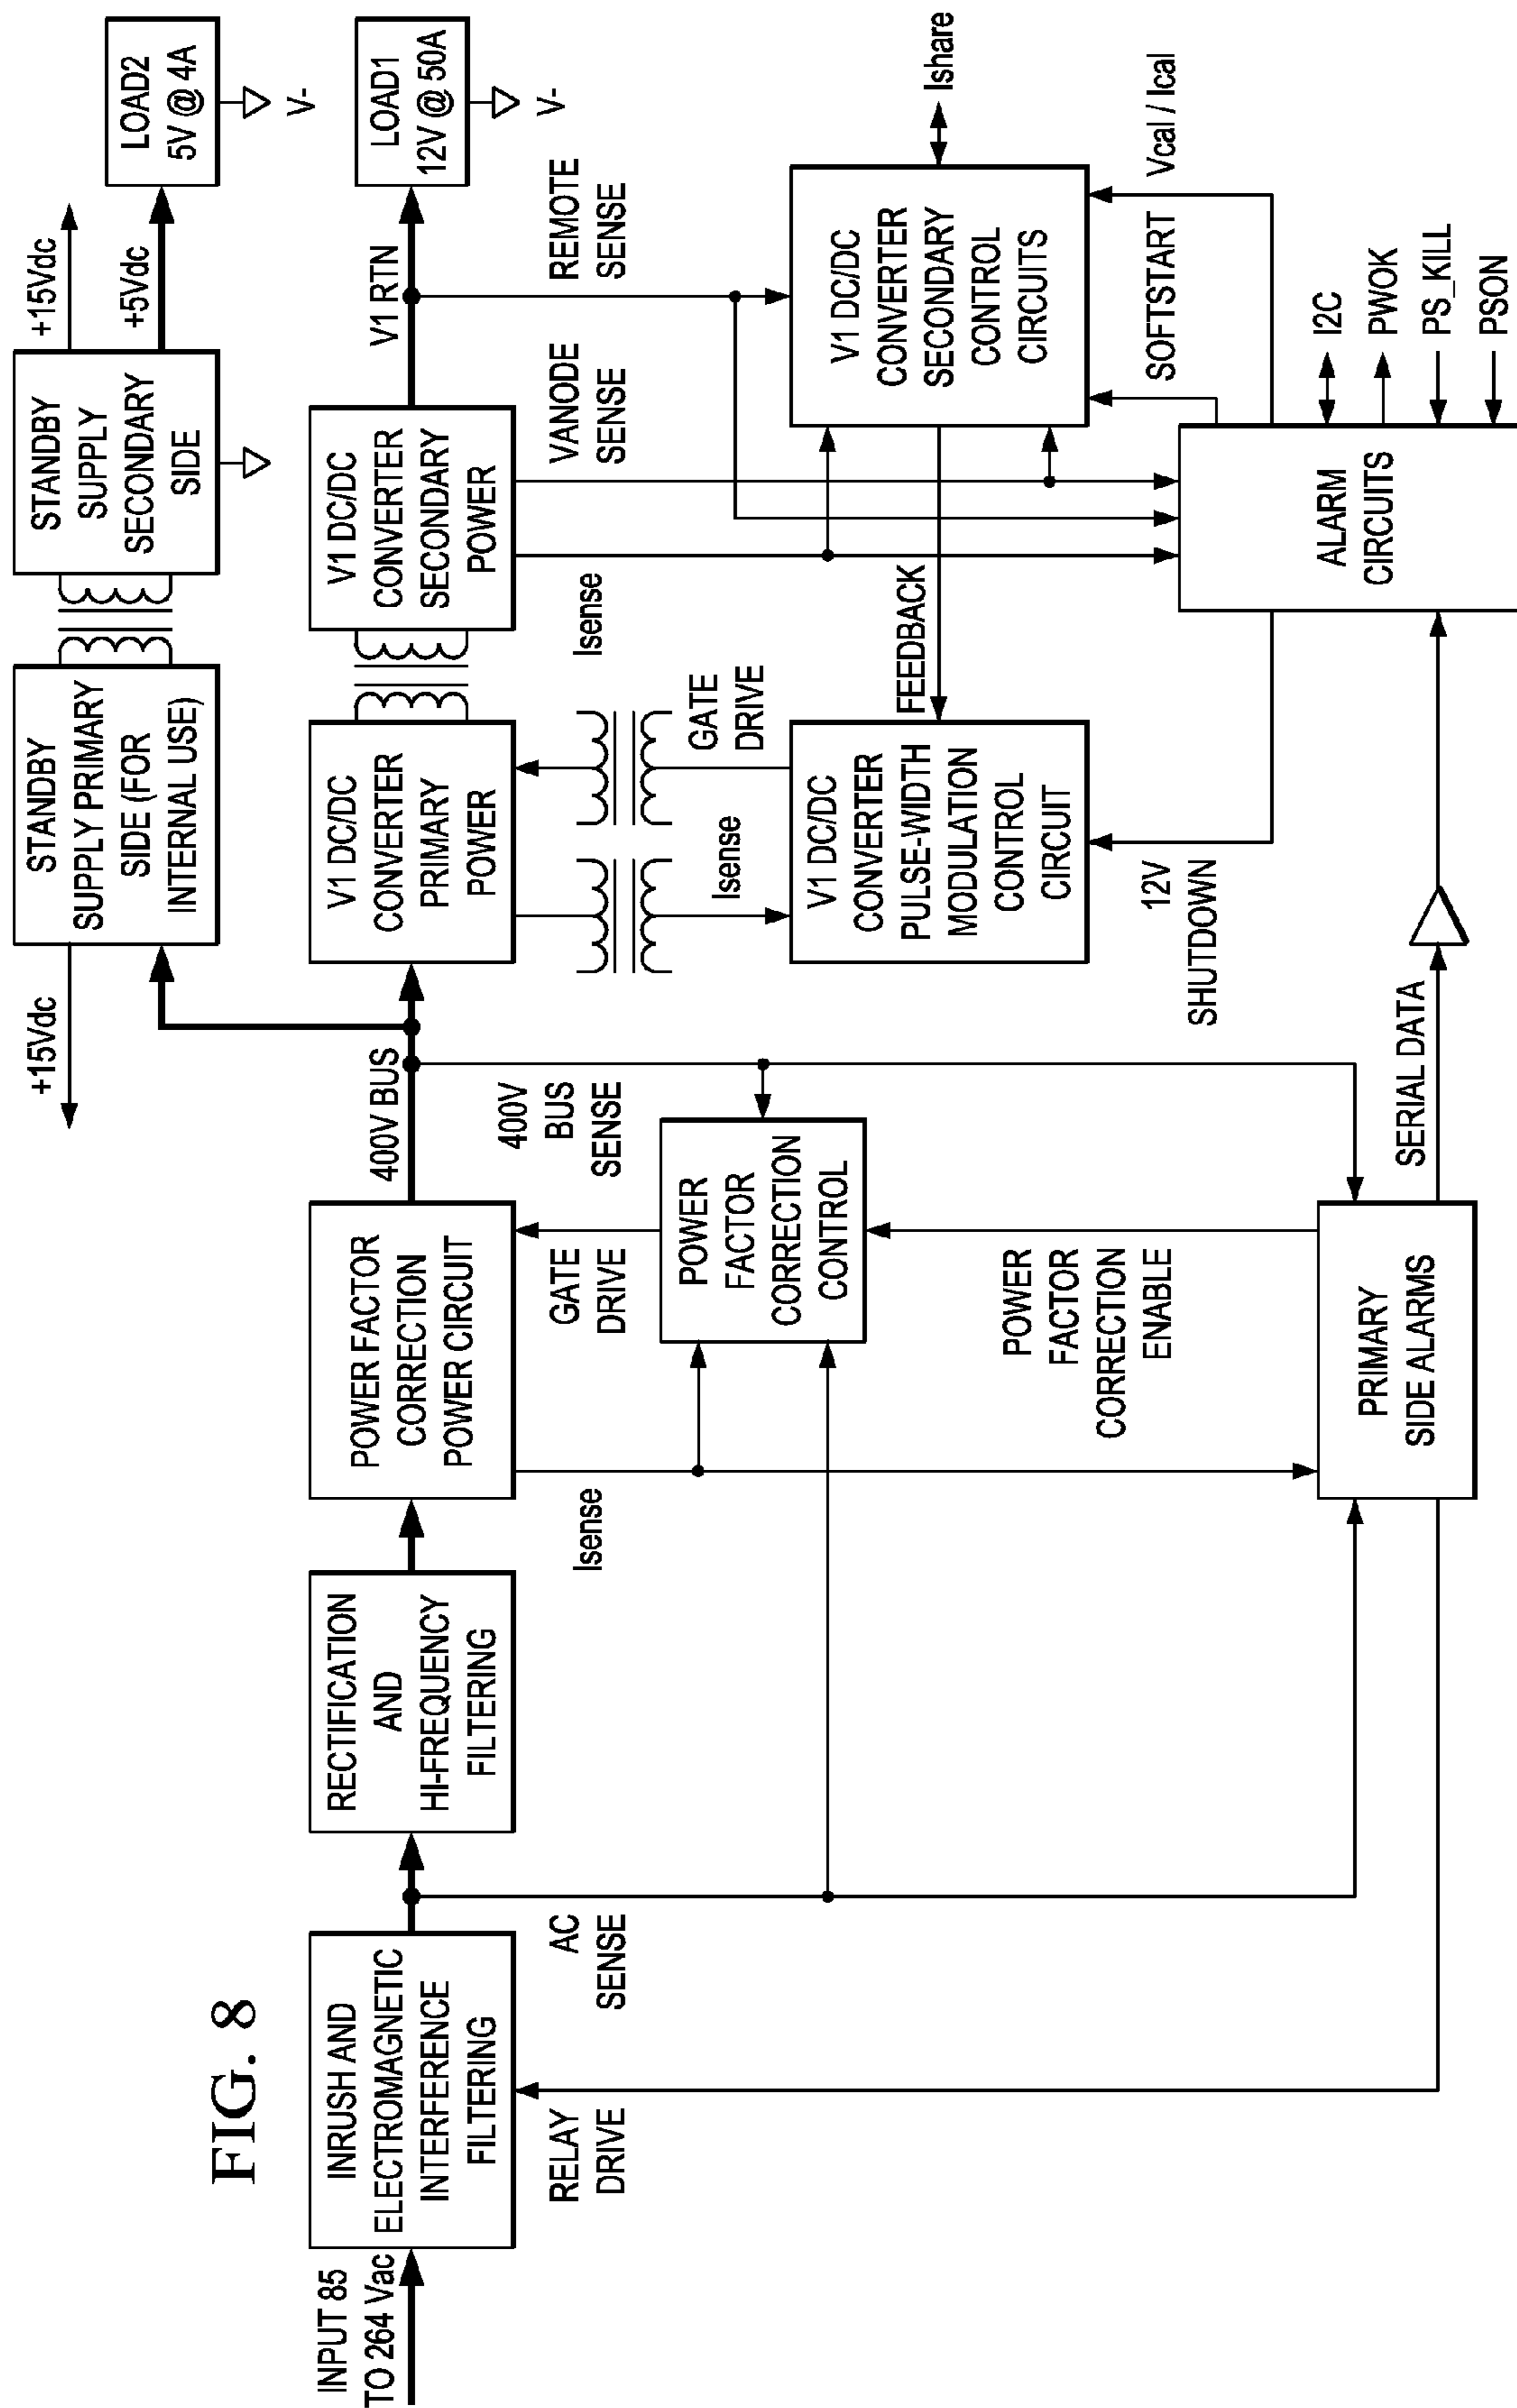 FIG. 8
INPUT 85
TO 264 Vac
INRUSH AND
ELECTROMAGNETIC
INTERFERENCE
FILTERING
RELAY
DRIVE
AC
SENSE
RECTIFICATION
AND
HI-FREQUENCY
FILTERING
POWER FACTOR
CORRECTION
POWER CIRCUIT
Isense
GATE
DRIVE
POWER
FACTOR
CORRECTION
CONTROL
POWER
FACTOR
CORRECTION
ENABLE
PRIMARY
SIDE ALARMS
400V BUS
400V
BUS
SENSE
SERIAL DATA
+15Vdc
STANDBY
SUPPLY PRIMARY
SIDE (FOR
INTERNAL USE)
STANDBY
SUPPLY
SECONDARY
SIDE
+15Vdc
+5Vdc
LOAD2
5V @ 4A
V-
V1 DC/DC
CONVERTER
PRIMARY
POWER
V1 DC/DC
CONVERTER
SECONDARY
POWER
V1 RTN
LOAD1
12V @ 50A
V-
Isense
GATE
DRIVE
Isense
VANODE
SENSE
REMOTE
SENSE
V1 DC/DC
CONVERTER
PULSE-WIDTH
MODULATION
CONTROL
CIRCUIT
FEEDBACK
V1 DC/DC
CONVERTER
SECONDARY
CONTROL
CIRCUITS
Ishare
12V
SHUTDOWN
SOFTSTART
Vcal / Ical
ALARM
CIRCUITS
I2C
PWOK
PS_KILL
PSON